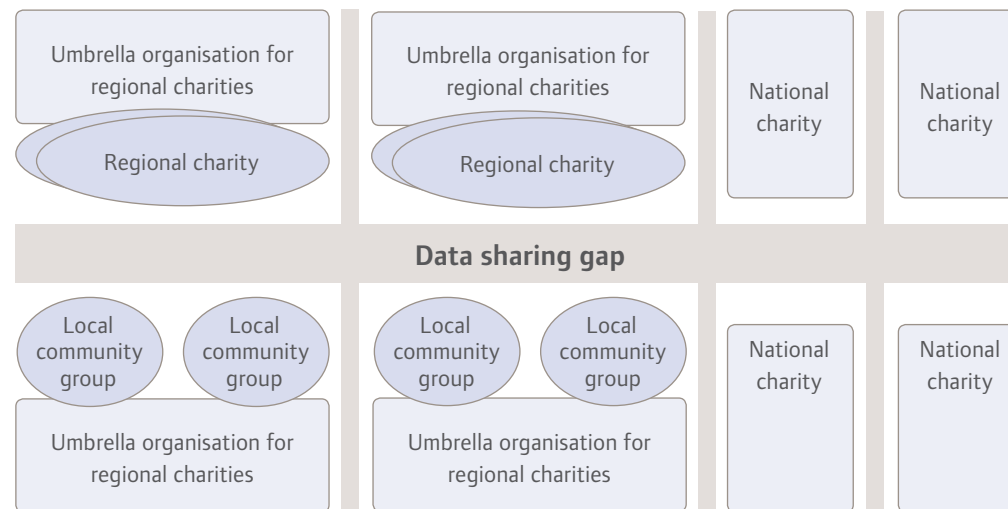 Umbrella organisation for
regional charities
Regional charity
Umbrella organisation for
regional charities
Regional charity
National
charity
National
charity
Data sharing gap
Local
community
group
Local
community
group
Umbrella organisation for
regional charities
Local
community
group
Local
community
group
Umbrella organisation for
regional charities
National
charity
National
charity